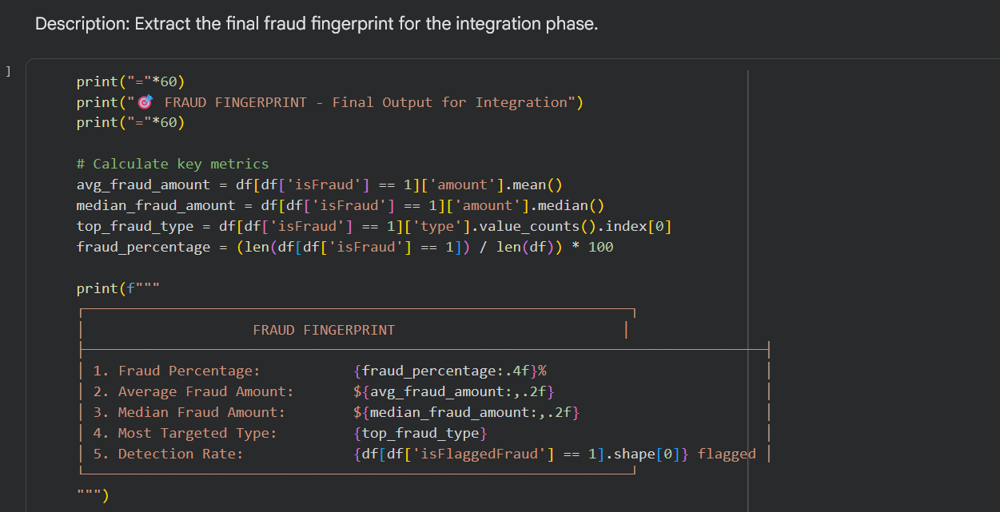 Description: Extract the final fraud fingerprint for the integration phase.
]
print("="*60)
print("🎯 FRAUD FINGERPRINT - Final Output for Integration")
print("="*60)
# Calculate key metrics
avg_fraud_amount = df[df['isFraud'] == 1]['amount'].mean()
median_fraud_amount = df[df['isFraud'] == 1]['amount'].median()
top_fraud_type = df[df['isFraud'] == 1]['type'].value_counts().index[0]
fraud_percentage = (len(df[df['isFraud'] == 1]) / len(df)) * 100
print(f"""
FRAUD FINGERPRINT
1. Fraud Percentage: {fraud_percentage:.4f}%
2. Average Fraud Amount: ${avg_fraud_amount:,.2f}
3. Median Fraud Amount: ${median_fraud_amount:,.2f}
4. Most Targeted Type: {top_fraud_type}
5. Detection Rate: {df[df['isFlaggedFraud'] == 1].shape[0]} flagged
""")